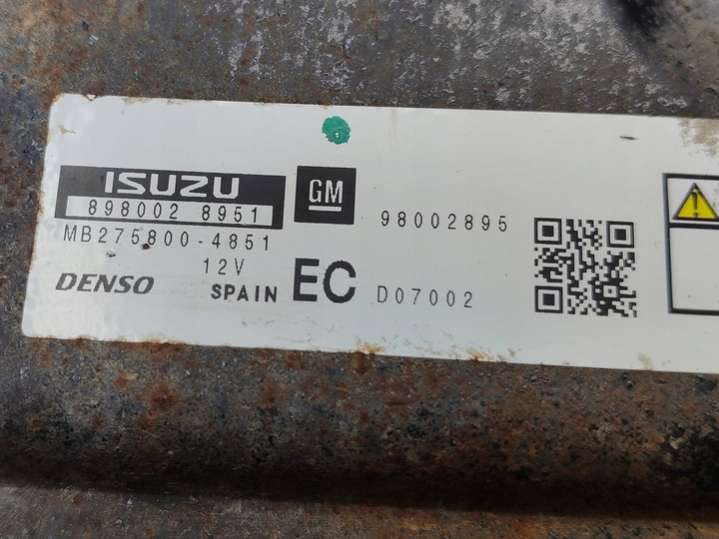 ISUZU
898002 8951
GM
98002895
MB275800-4851
12V
DENSO
SPAIN
EC
D07002